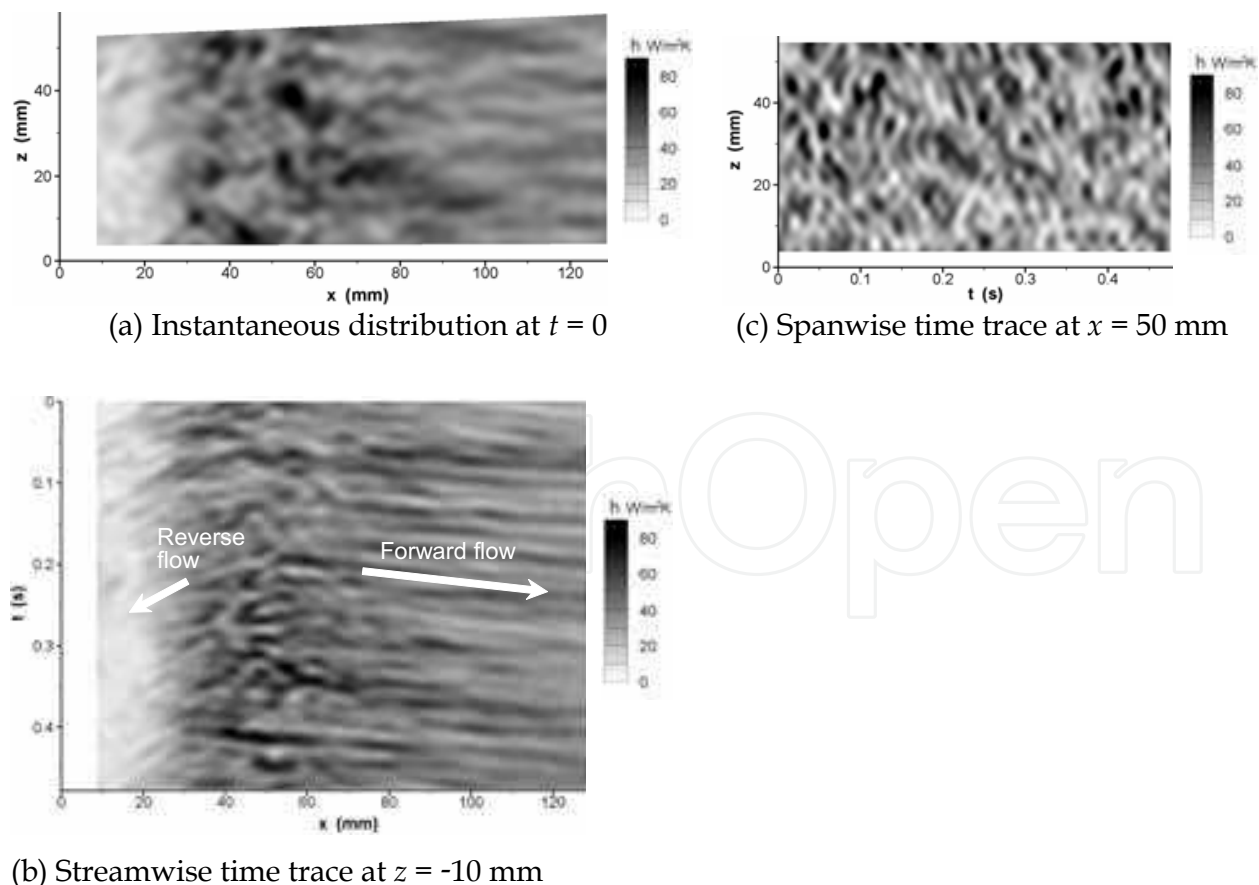 h W/m²K
80
60
40
20
0
z (mm)
40
20
0
0 20 40 60 80 100 120
x (mm)
(a) Instantaneous distribution at t = 0
h W/m²K
80
60
40
20
0
z (mm)
40
20
0
0 0.1 0.2 0.3 0.4
t (s)
(c) Spanwise time trace at x = 50 mm
0
0.1
0.2
0.3
0.4
t (s)
Reverse
flow
Forward flow
0 20 40 60 80 100 120
x (mm)
h W/m²K
80
60
40
20
0
hOpen
(b) Streamwise time trace at z = -10 mm